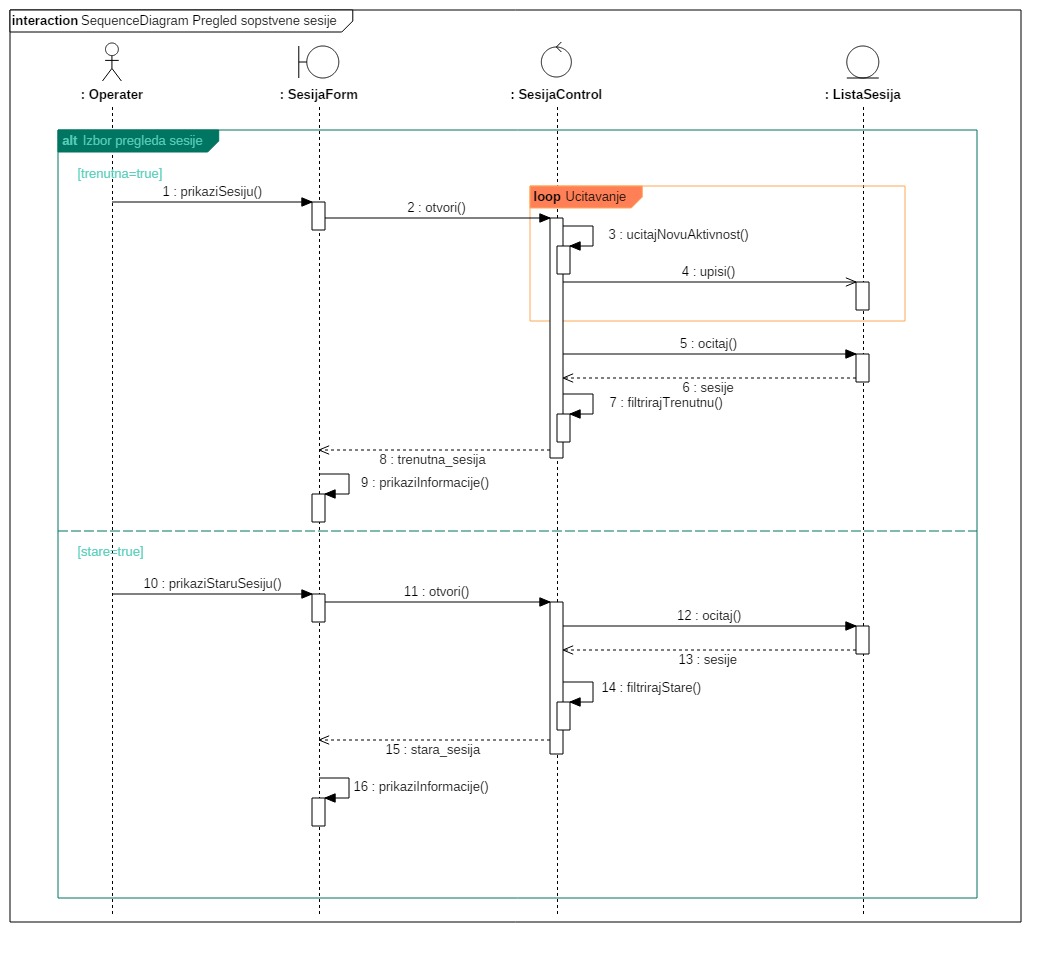 interaction SequenceDiagram Pregled sopstvene sesije
: Operater
: SesijaForm
: SesijaControl
: ListaSesija
alt Izbor pregleda sesije
[trenutna=true]
1 : prikaziSesiju()
2 : otvori()
loop Ucitavanje
3 : ucitajNovuAktivnost()
4 : upisi()
5 : ocitaj()
6 : sesije
7 : filtrirajTrenutnu()
8 : trenutna_sesija
9 : prikaziInformacije()
[stare=true]
10 : prikaziStaruSesiju()
11 : otvori()
12 : ocitaj()
13 : sesije
14 : filtrirajStare()
15 : stara_sesija
16 : prikaziInformacije()